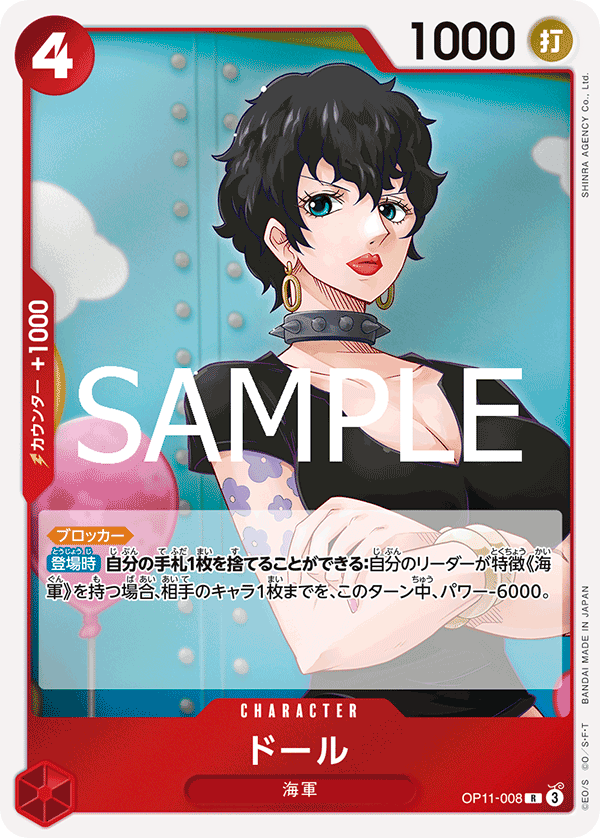 4
1000
打
SHINRA AGENCY Co., Ltd.
カウンター +1000
SAMPLE
ブロッカー
登場時 自分の手札1枚を捨てることができる:自分のリーダーが特徴《海
軍》を持つ場合、相手のキャラ1枚までを、このターン中、パワー-6000。
CHARACTER
ドール
海軍
OP11-008 R 3
©EO/S ©O/S・F・T BANDAI MADE IN JAPAN